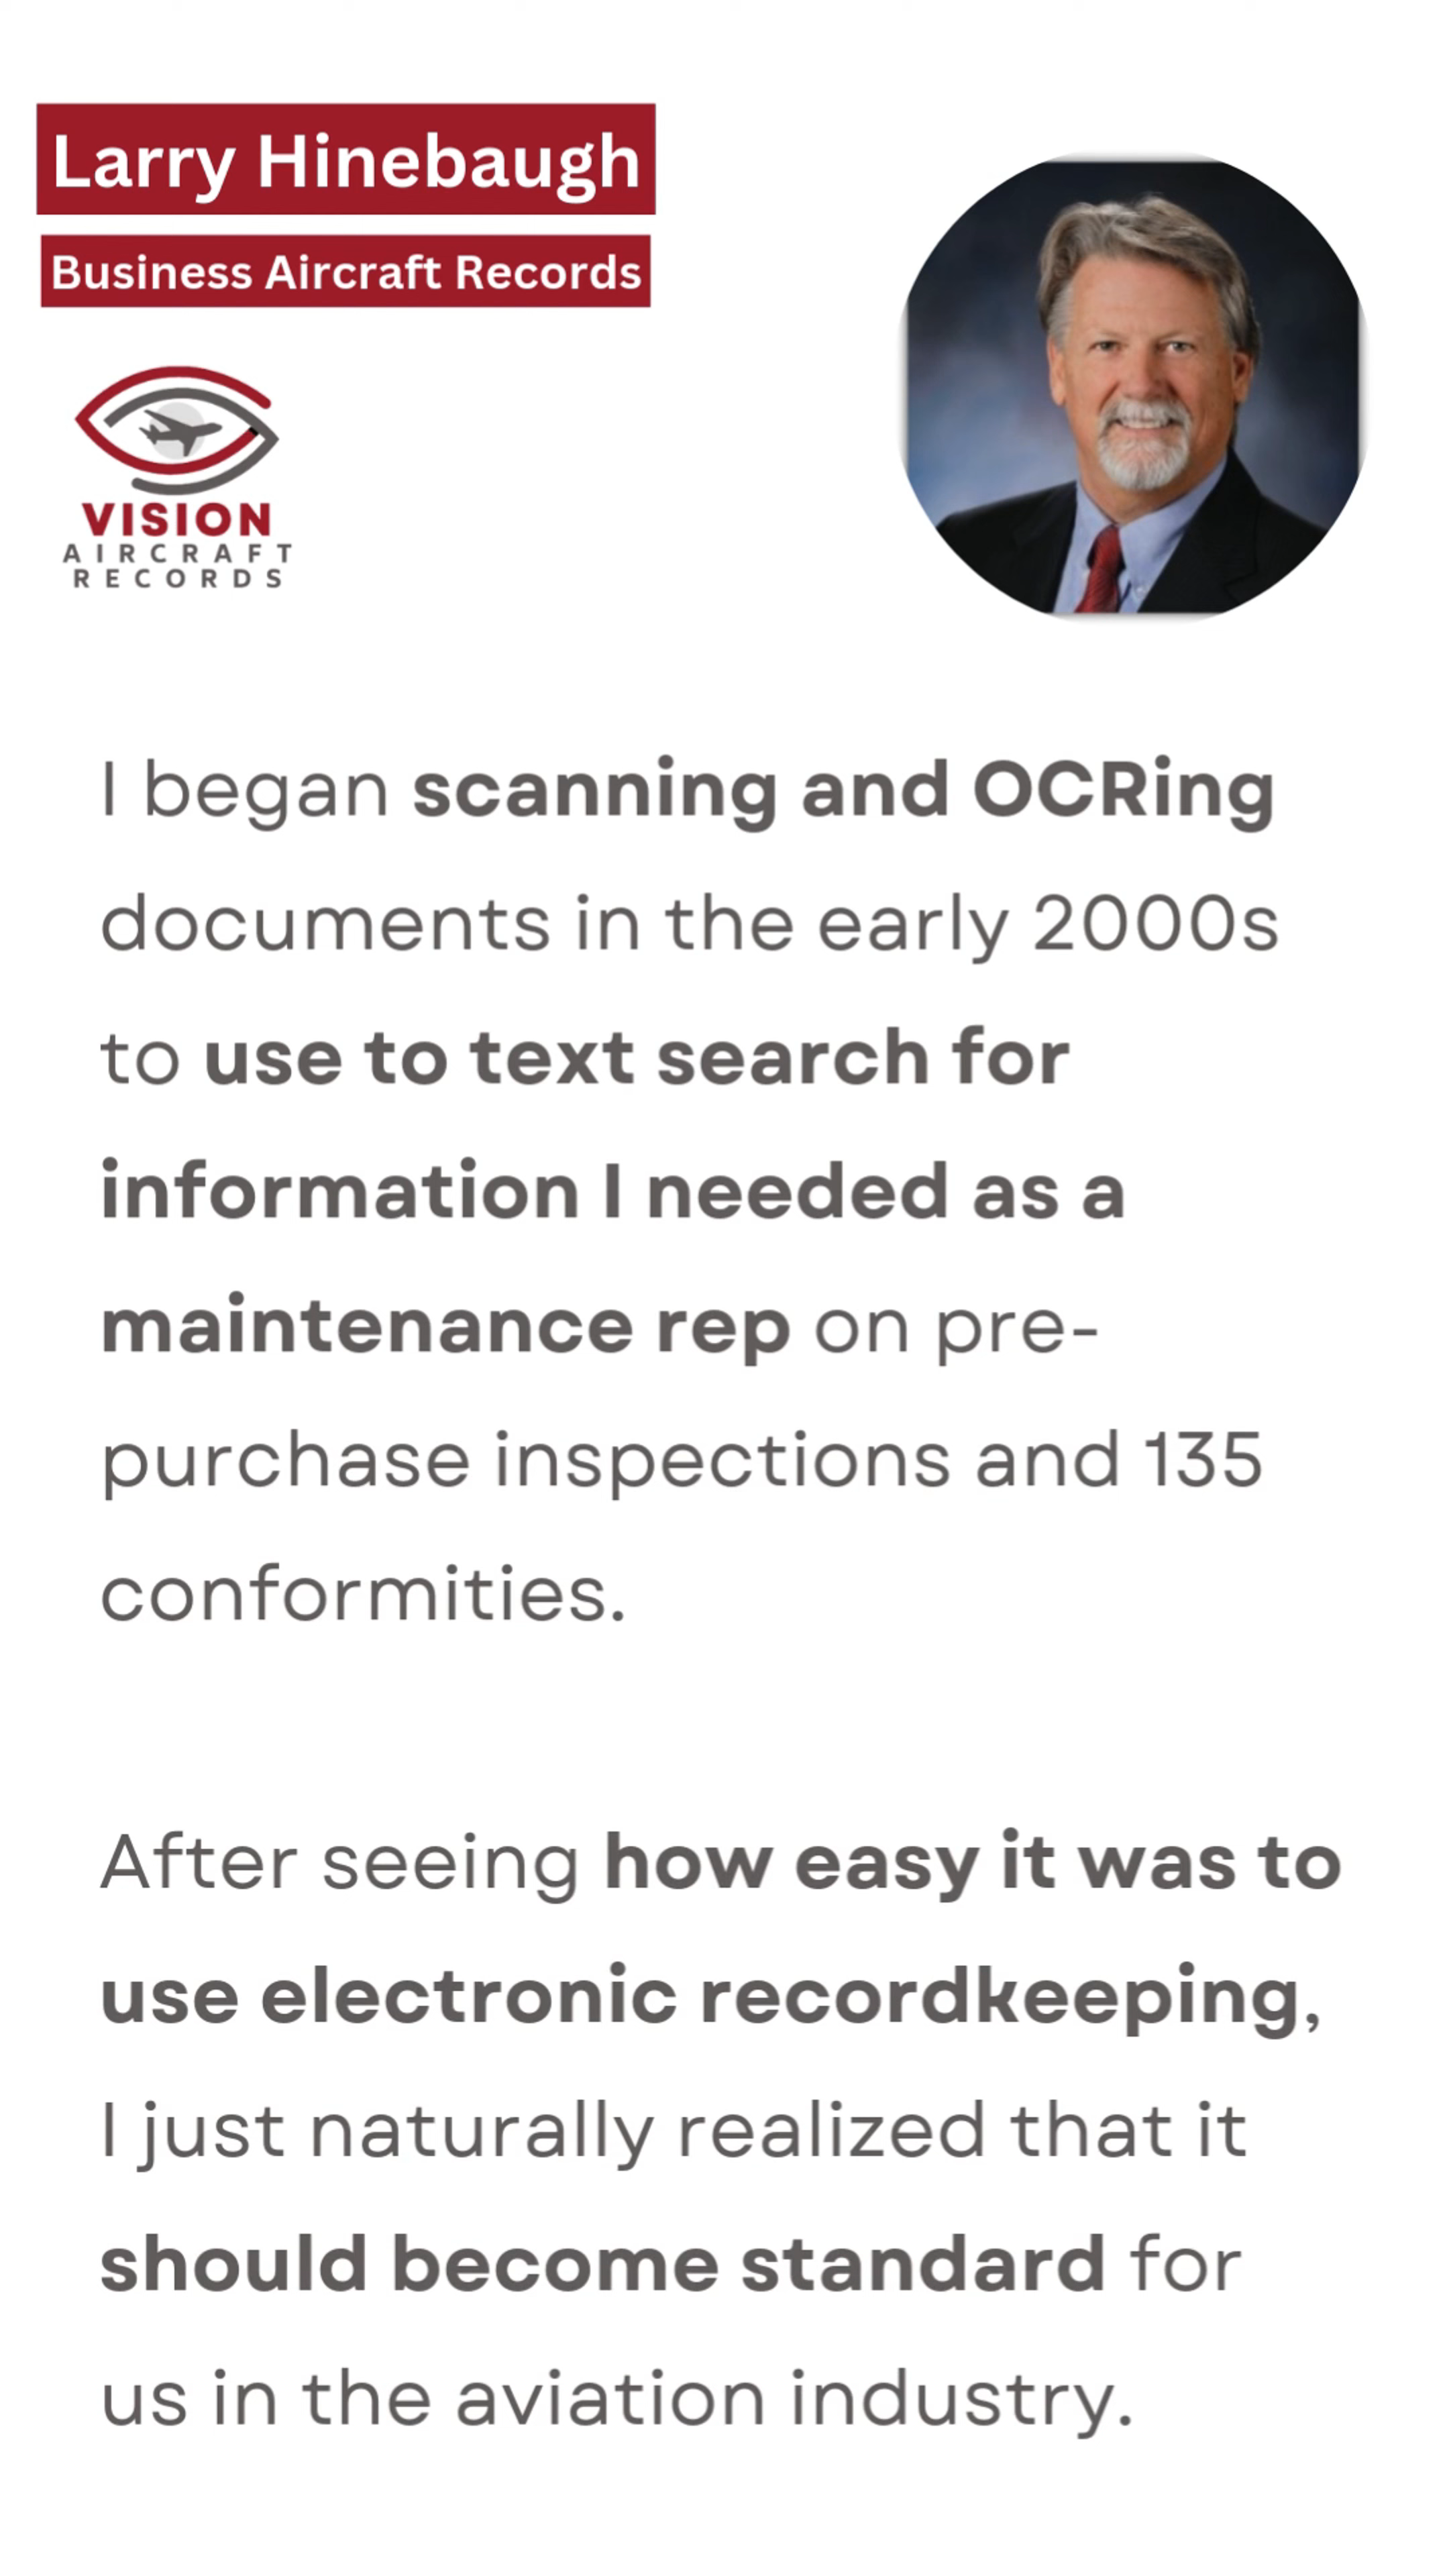 Larry Hinebaugh
Business Aircraft Records
VISION
AIRCRAFT
RECORDS
I began scanning and OCRing
documents in the early 2000s
to use to text search for
information I needed as a
maintenance rep on pre-
purchase inspections and 135
conformities.
After seeing how easy it was to
use electronic recordkeeping,
I just naturally realized that it
should become standard for
us in the aviation industry.